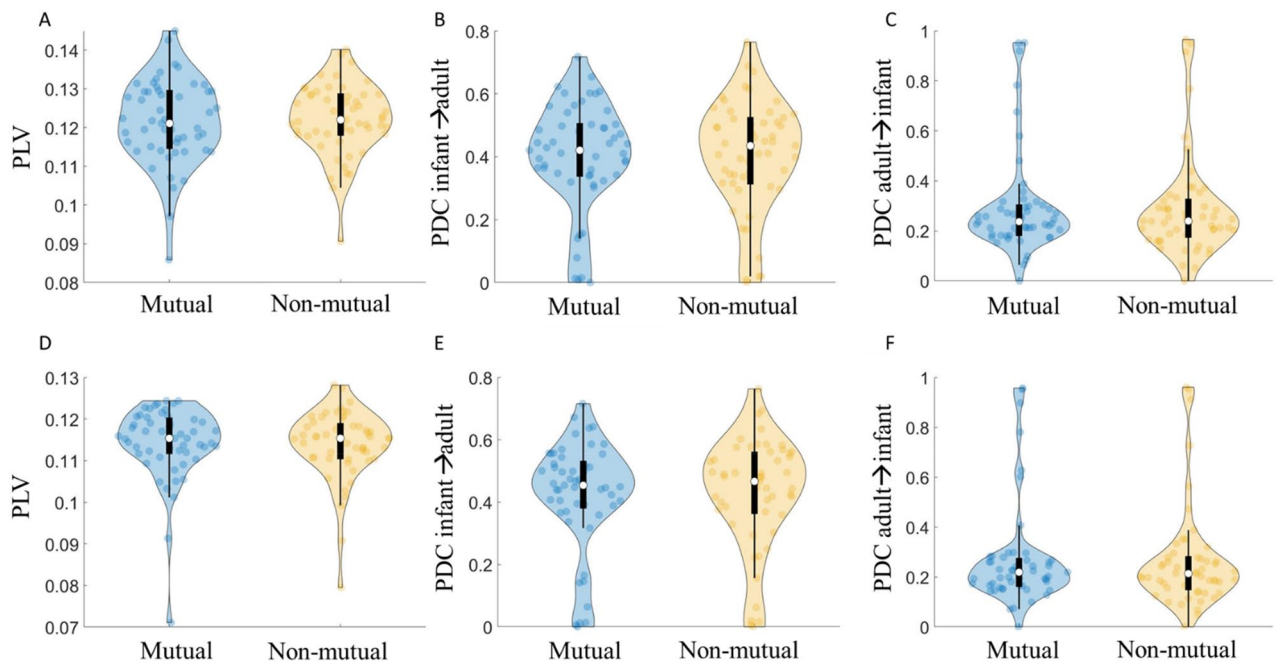 A
PLV
0.14
0.13
0.12
0.11
0.1
0.09
0.08
Mutual Non-mutual
B
PDC infant →adult
0.8
0.6
0.4
0.2
0
Mutual Non-mutual
C
PDC adult→infant
1
0.8
0.6
0.4
0.2
0
Mutual Non-mutual
D
PLV
0.13
0.12
0.11
0.1
0.09
0.08
0.07
Mutual Non-mutual
E
PDC infant →adult
0.8
0.6
0.4
0.2
0
Mutual Non-mutual
F
PDC adult→infant
1
0.8
0.6
0.4
0.2
0
Mutual Non-mutual